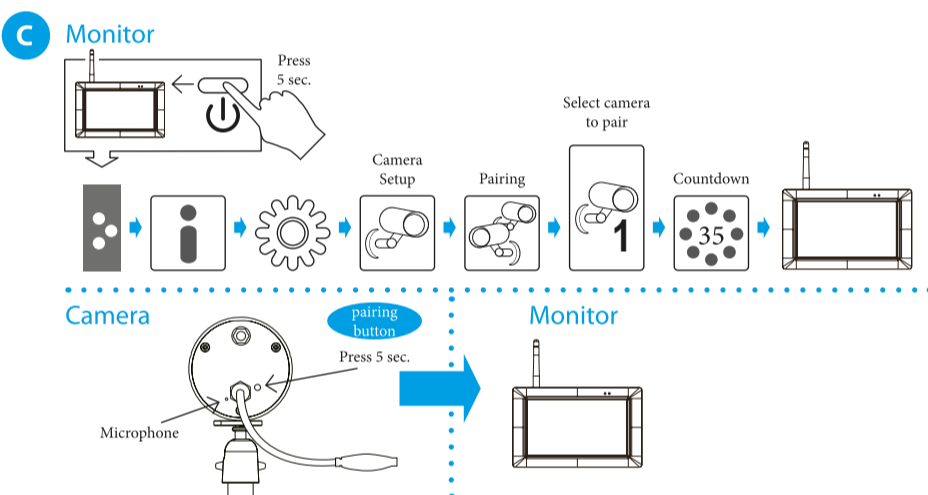 C Monitor
Press
5 sec.
Select camera
to pair
Camera
Setup
Pairing
Countdown
1
35
Camera
pairing
button
Press 5 sec.
Microphone
Monitor